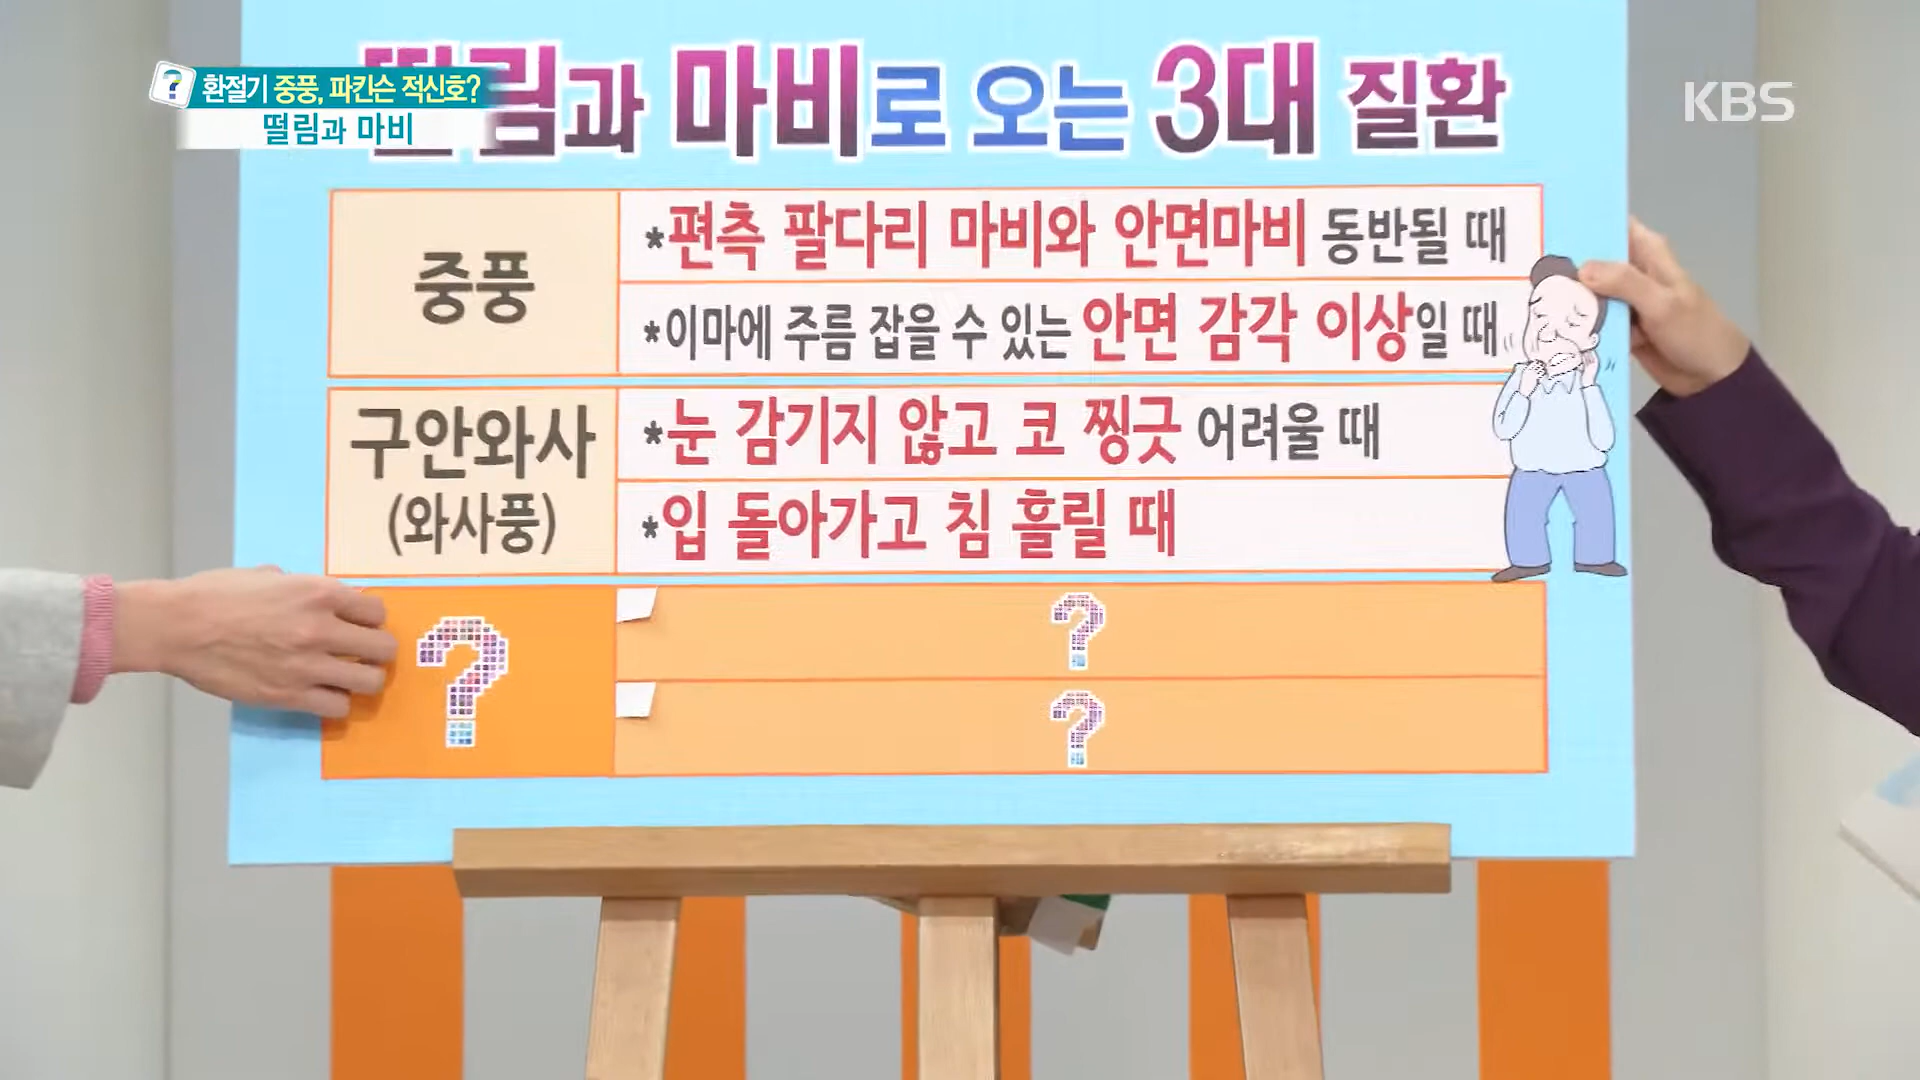 환절기 중풍, 파킨슨 적신호?
떨림과 마비
KBS
떨림과 마비로 오는 3대 질환
중풍
*편측 팔다리 마비와 안면마비 동반될 때
*이마에 주름 잡을 수 있는 안면 감각 이상일 때
구안와사
(와사풍)
*눈 감기지 않고 코 찡긋 어려울 때
*입 돌아가고 침 흘릴 때
?
?
?